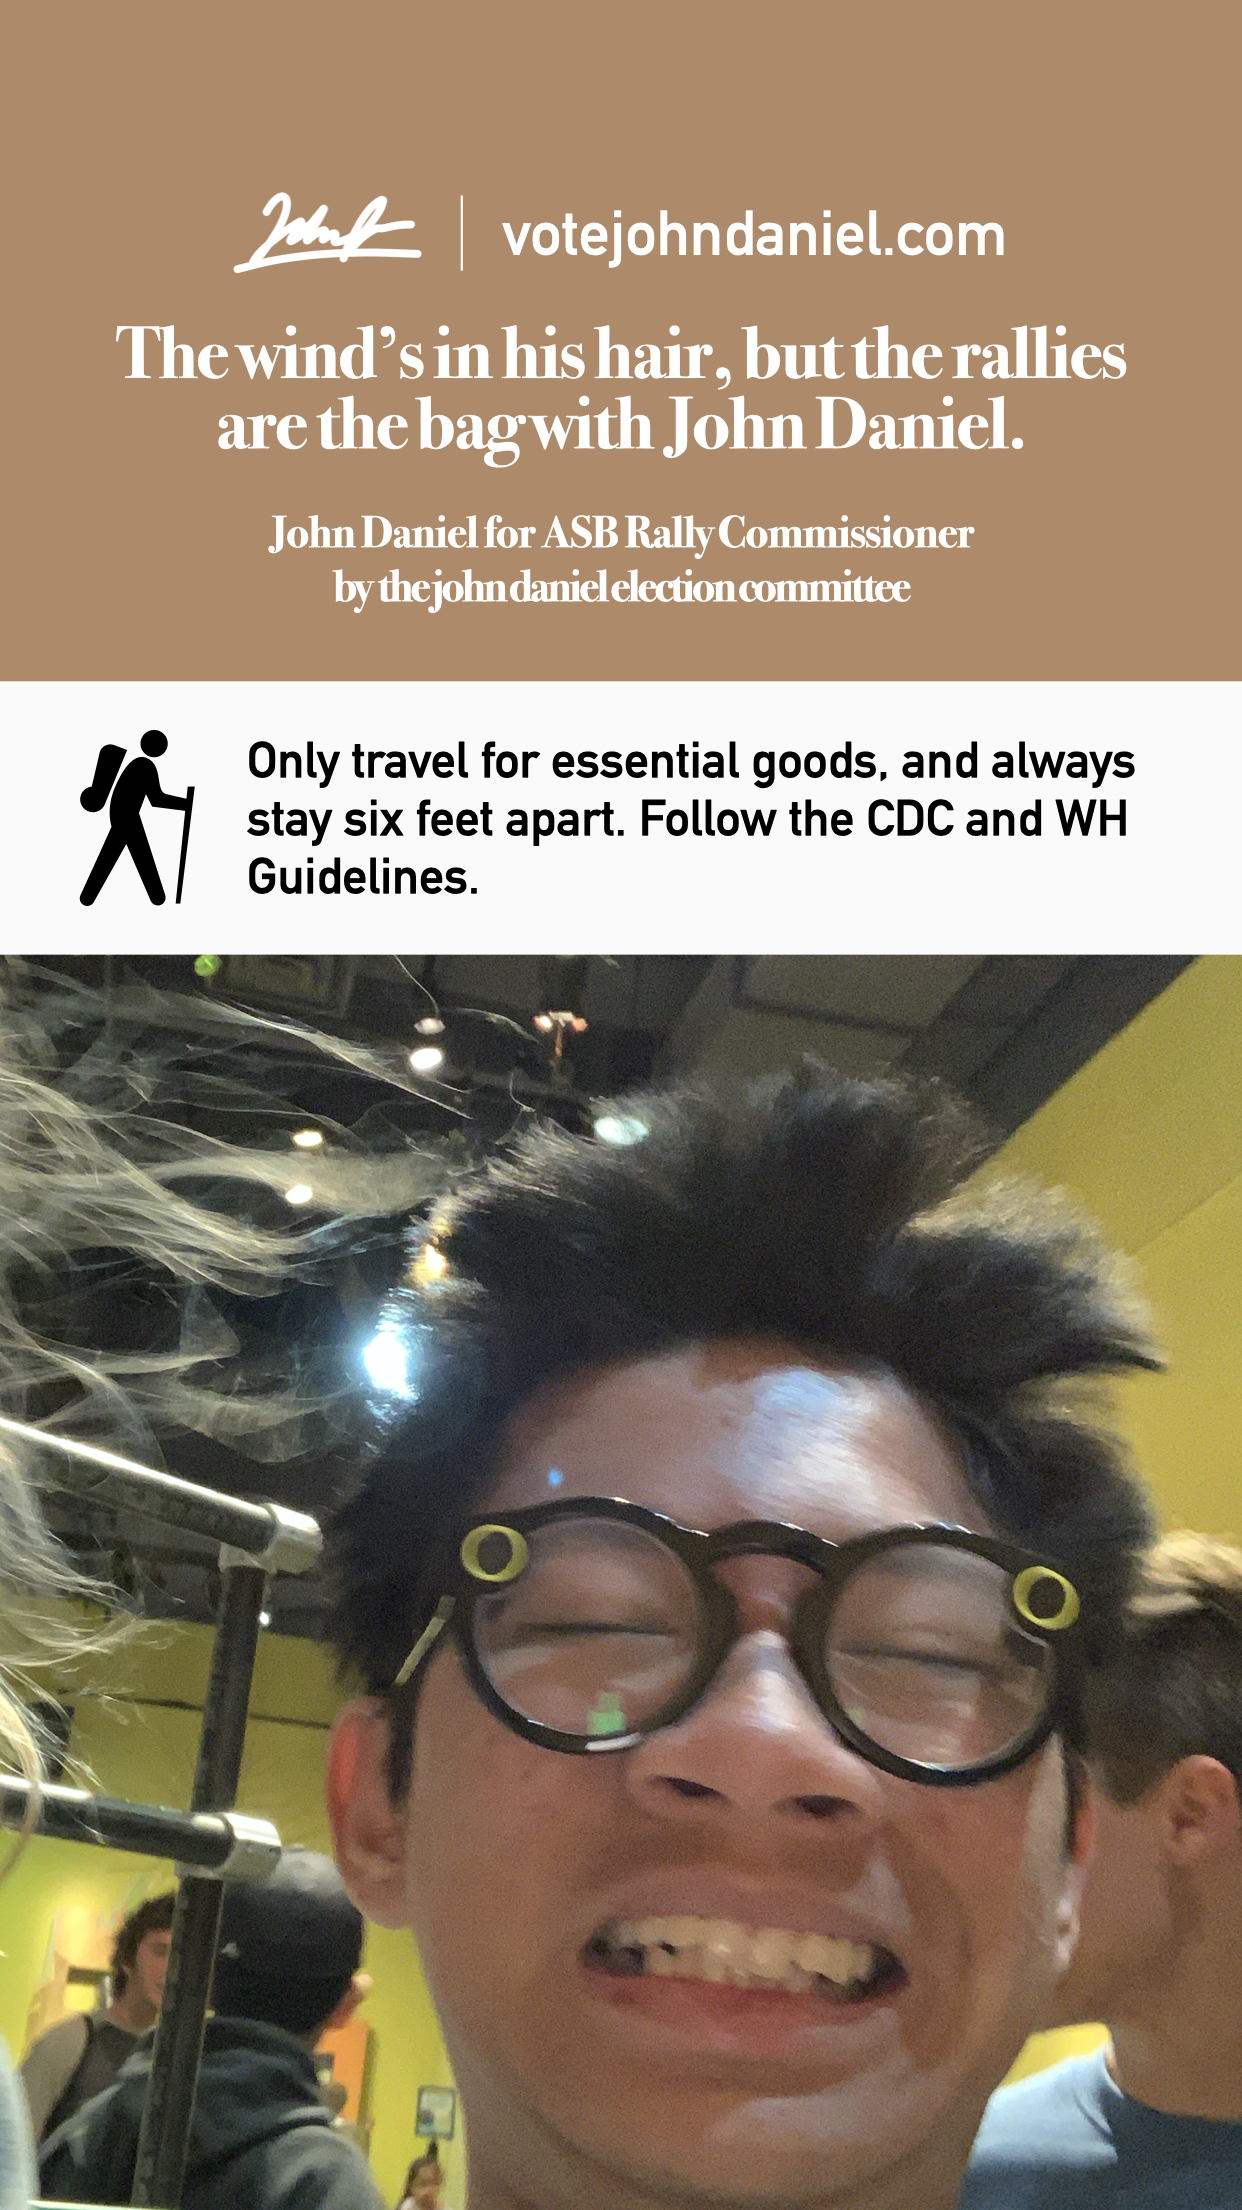 John
votejohndaniel.com
The wind’s in his hair, but the rallies
are the bag with John Daniel.
John Daniel for ASB Rally Commissioner
by the john daniel election committee
Only travel for essential goods, and always
stay six feet apart. Follow the CDC and WH
Guidelines.